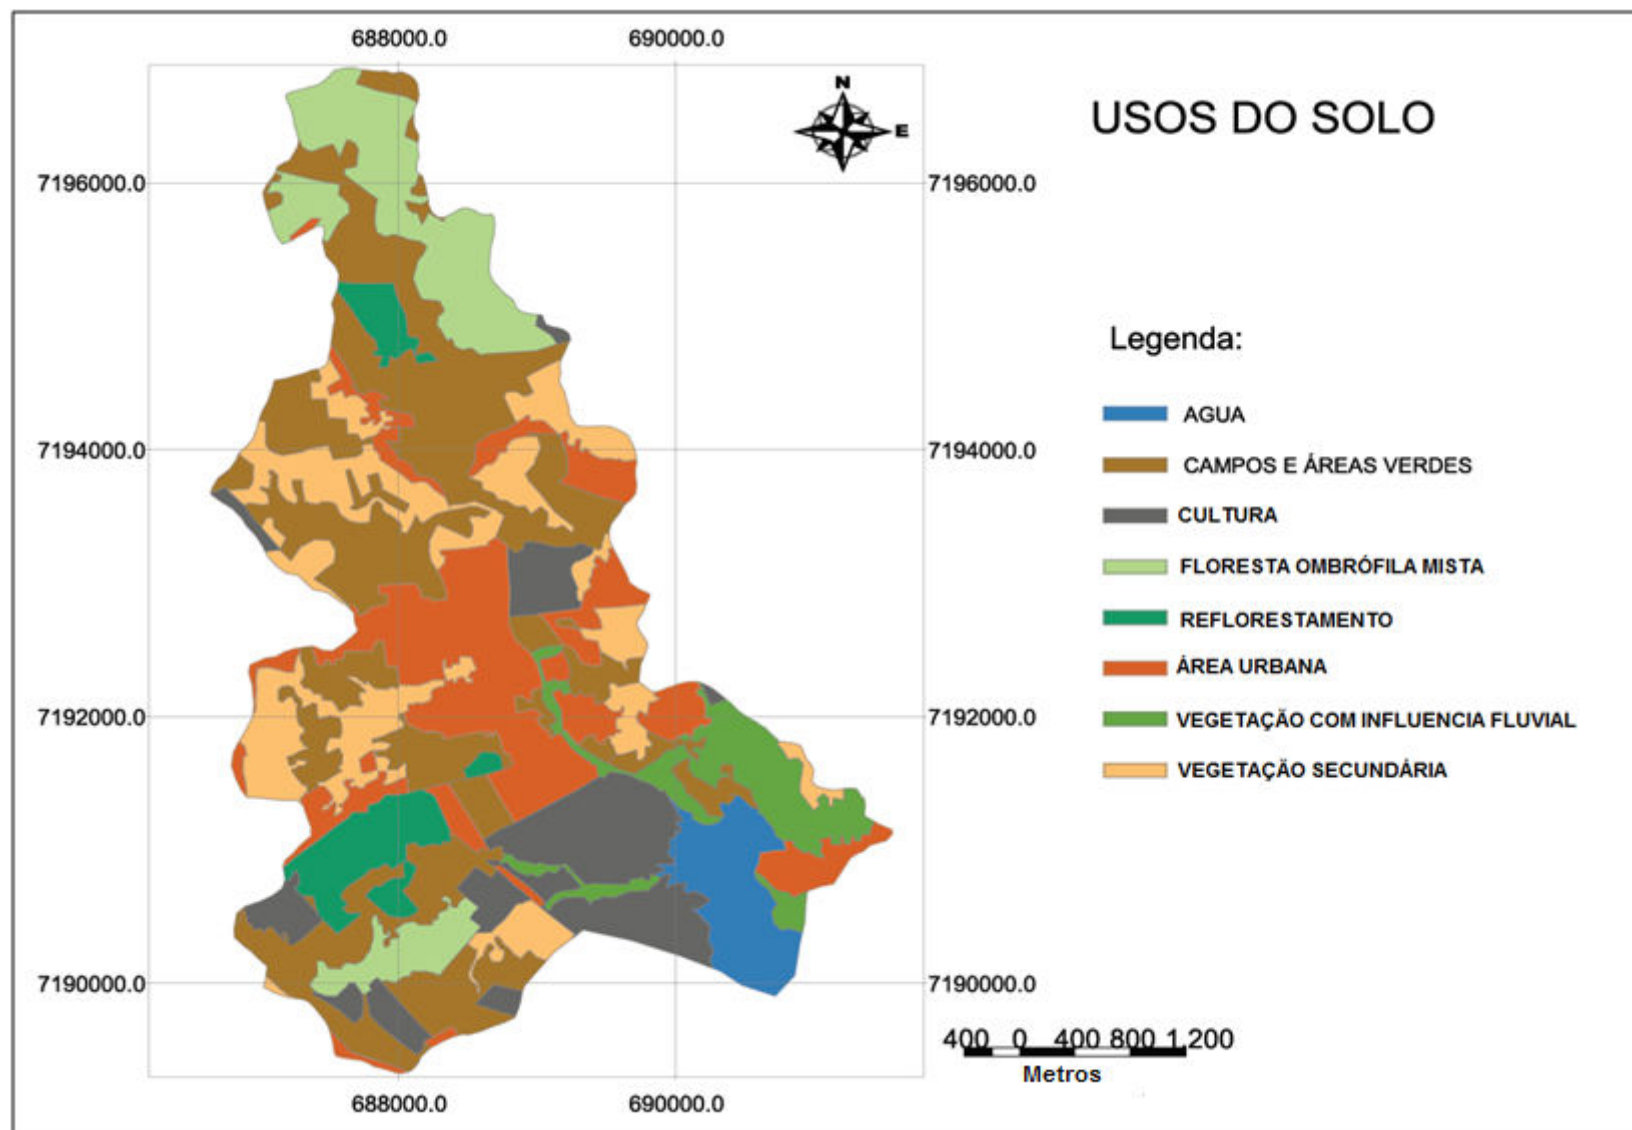 688000.0 690000.0
N
E
USOS DO SOLO
7196000.0 7196000.0
Legenda:
AGUA
7194000.0 7194000.0
CAMPOS E ÁREAS VERDES
CULTURA
FLORESTA OMBRÓFILA MISTA
REFLORESTAMENTO
ÁREA URBANA
7192000.0 7192000.0
VEGETAÇÃO COM INFLUENCIA FLUVIAL
VEGETAÇÃO SECUNDÁRIA
7190000.0 7190000.0
400 0 400 800 1,200
Metros
688000.0 690000.0